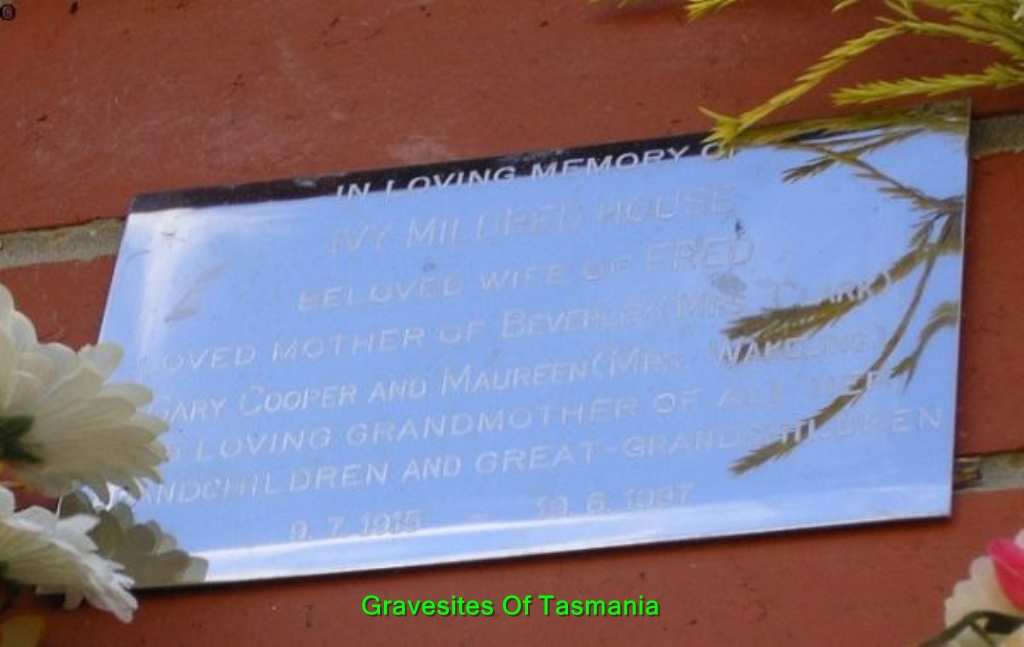 IN LOVING MEMORY OF
IVY MILDRED HOUSE
BELOVED WIFE OF FRED
LOVED MOTHER OF BEVERLEY (MRS CLARK)
GARY COOPER AND MAUREEN (MRS WAKELING)
LOVING GRANDMOTHER OF ALL HER
ANDCHILDREN AND GREAT-GRANDCHILDREN
9.7.1915 - 19.6.1997
Gravesites Of Tasmania